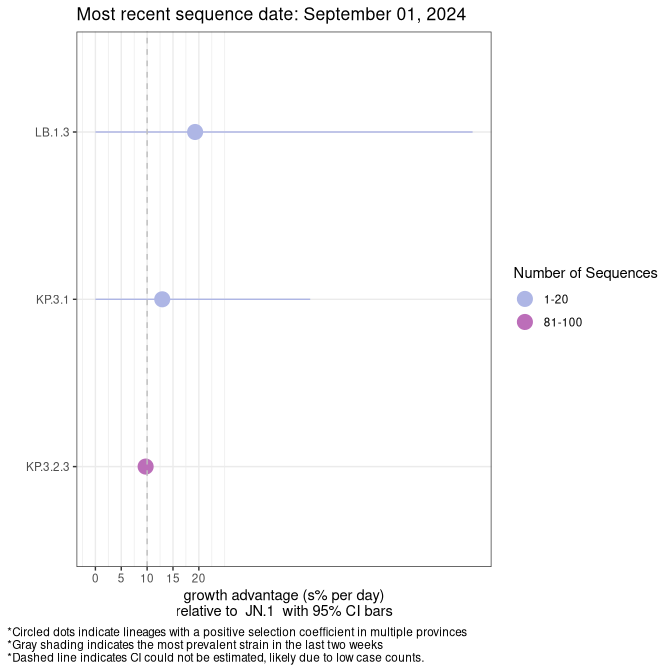 Most recent sequence date: September 01, 2024
LB.1.3
KP.3.1
KP.3.2.3
0 5 10 15 20
growth advantage (s% per day)
relative to JN.1 with 95% CI bars
Number of Sequences
1-20
81-100
*Circled dots indicate lineages with a positive selection coefficient in multiple provinces
*Gray shading indicates the most prevalent strain in the last two weeks
*Dashed line indicates CI could not be estimated, likely due to low case counts.